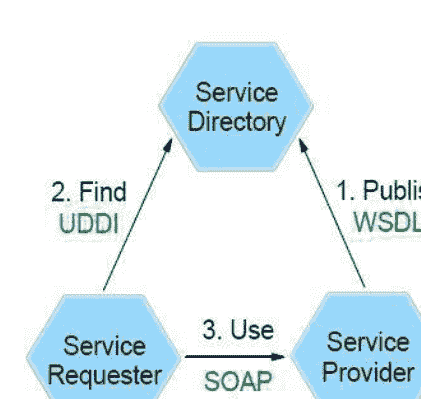 Service
Directory
2. Find
UDDI
1. Publis
WSDL
3. Use
SOAP
Service
Requester
Service
Provider